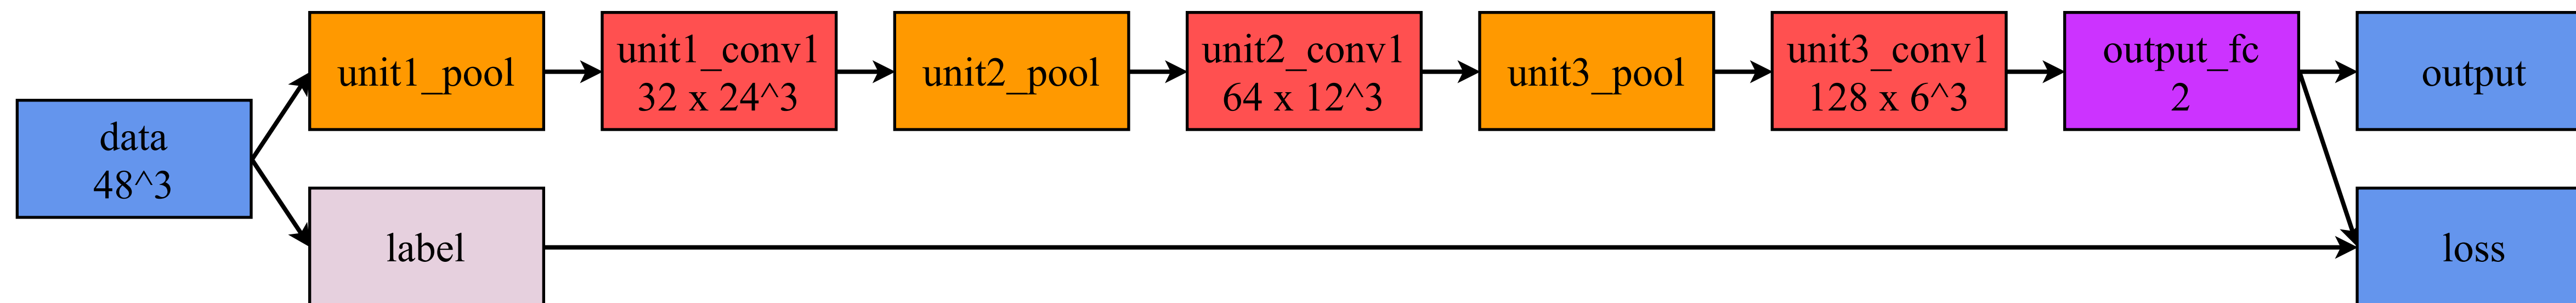 data
48^3
unit1_pool
unit1_conv1
32 x 24^3
unit2_pool
unit2_conv1
64 x 12^3
unit3_pool
unit3_conv1
128 x 6^3
output_fc
2
output
label
loss